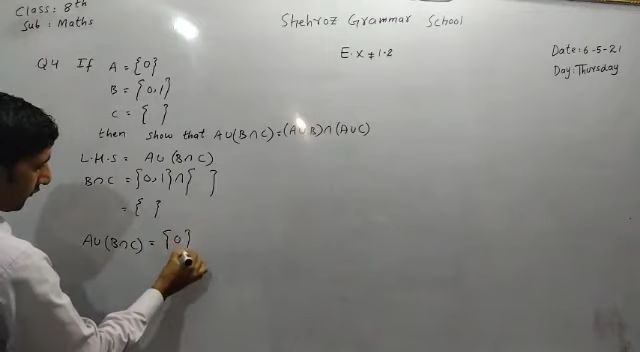 Class: 8th
Sub: Maths
Shehroz Grammar School
E.x # 1.2
Date: 6-5-21
Day: Thursday
Q4 If A = {0}
B = {0,1}
C = { }
then show that A∪(B∩C)=(A∪B)∩(A∪C)
L.H.S = A∪(B∩C)
B∩C = {0,1}∩{ }
= { }
A∪(B∩C) = {0}